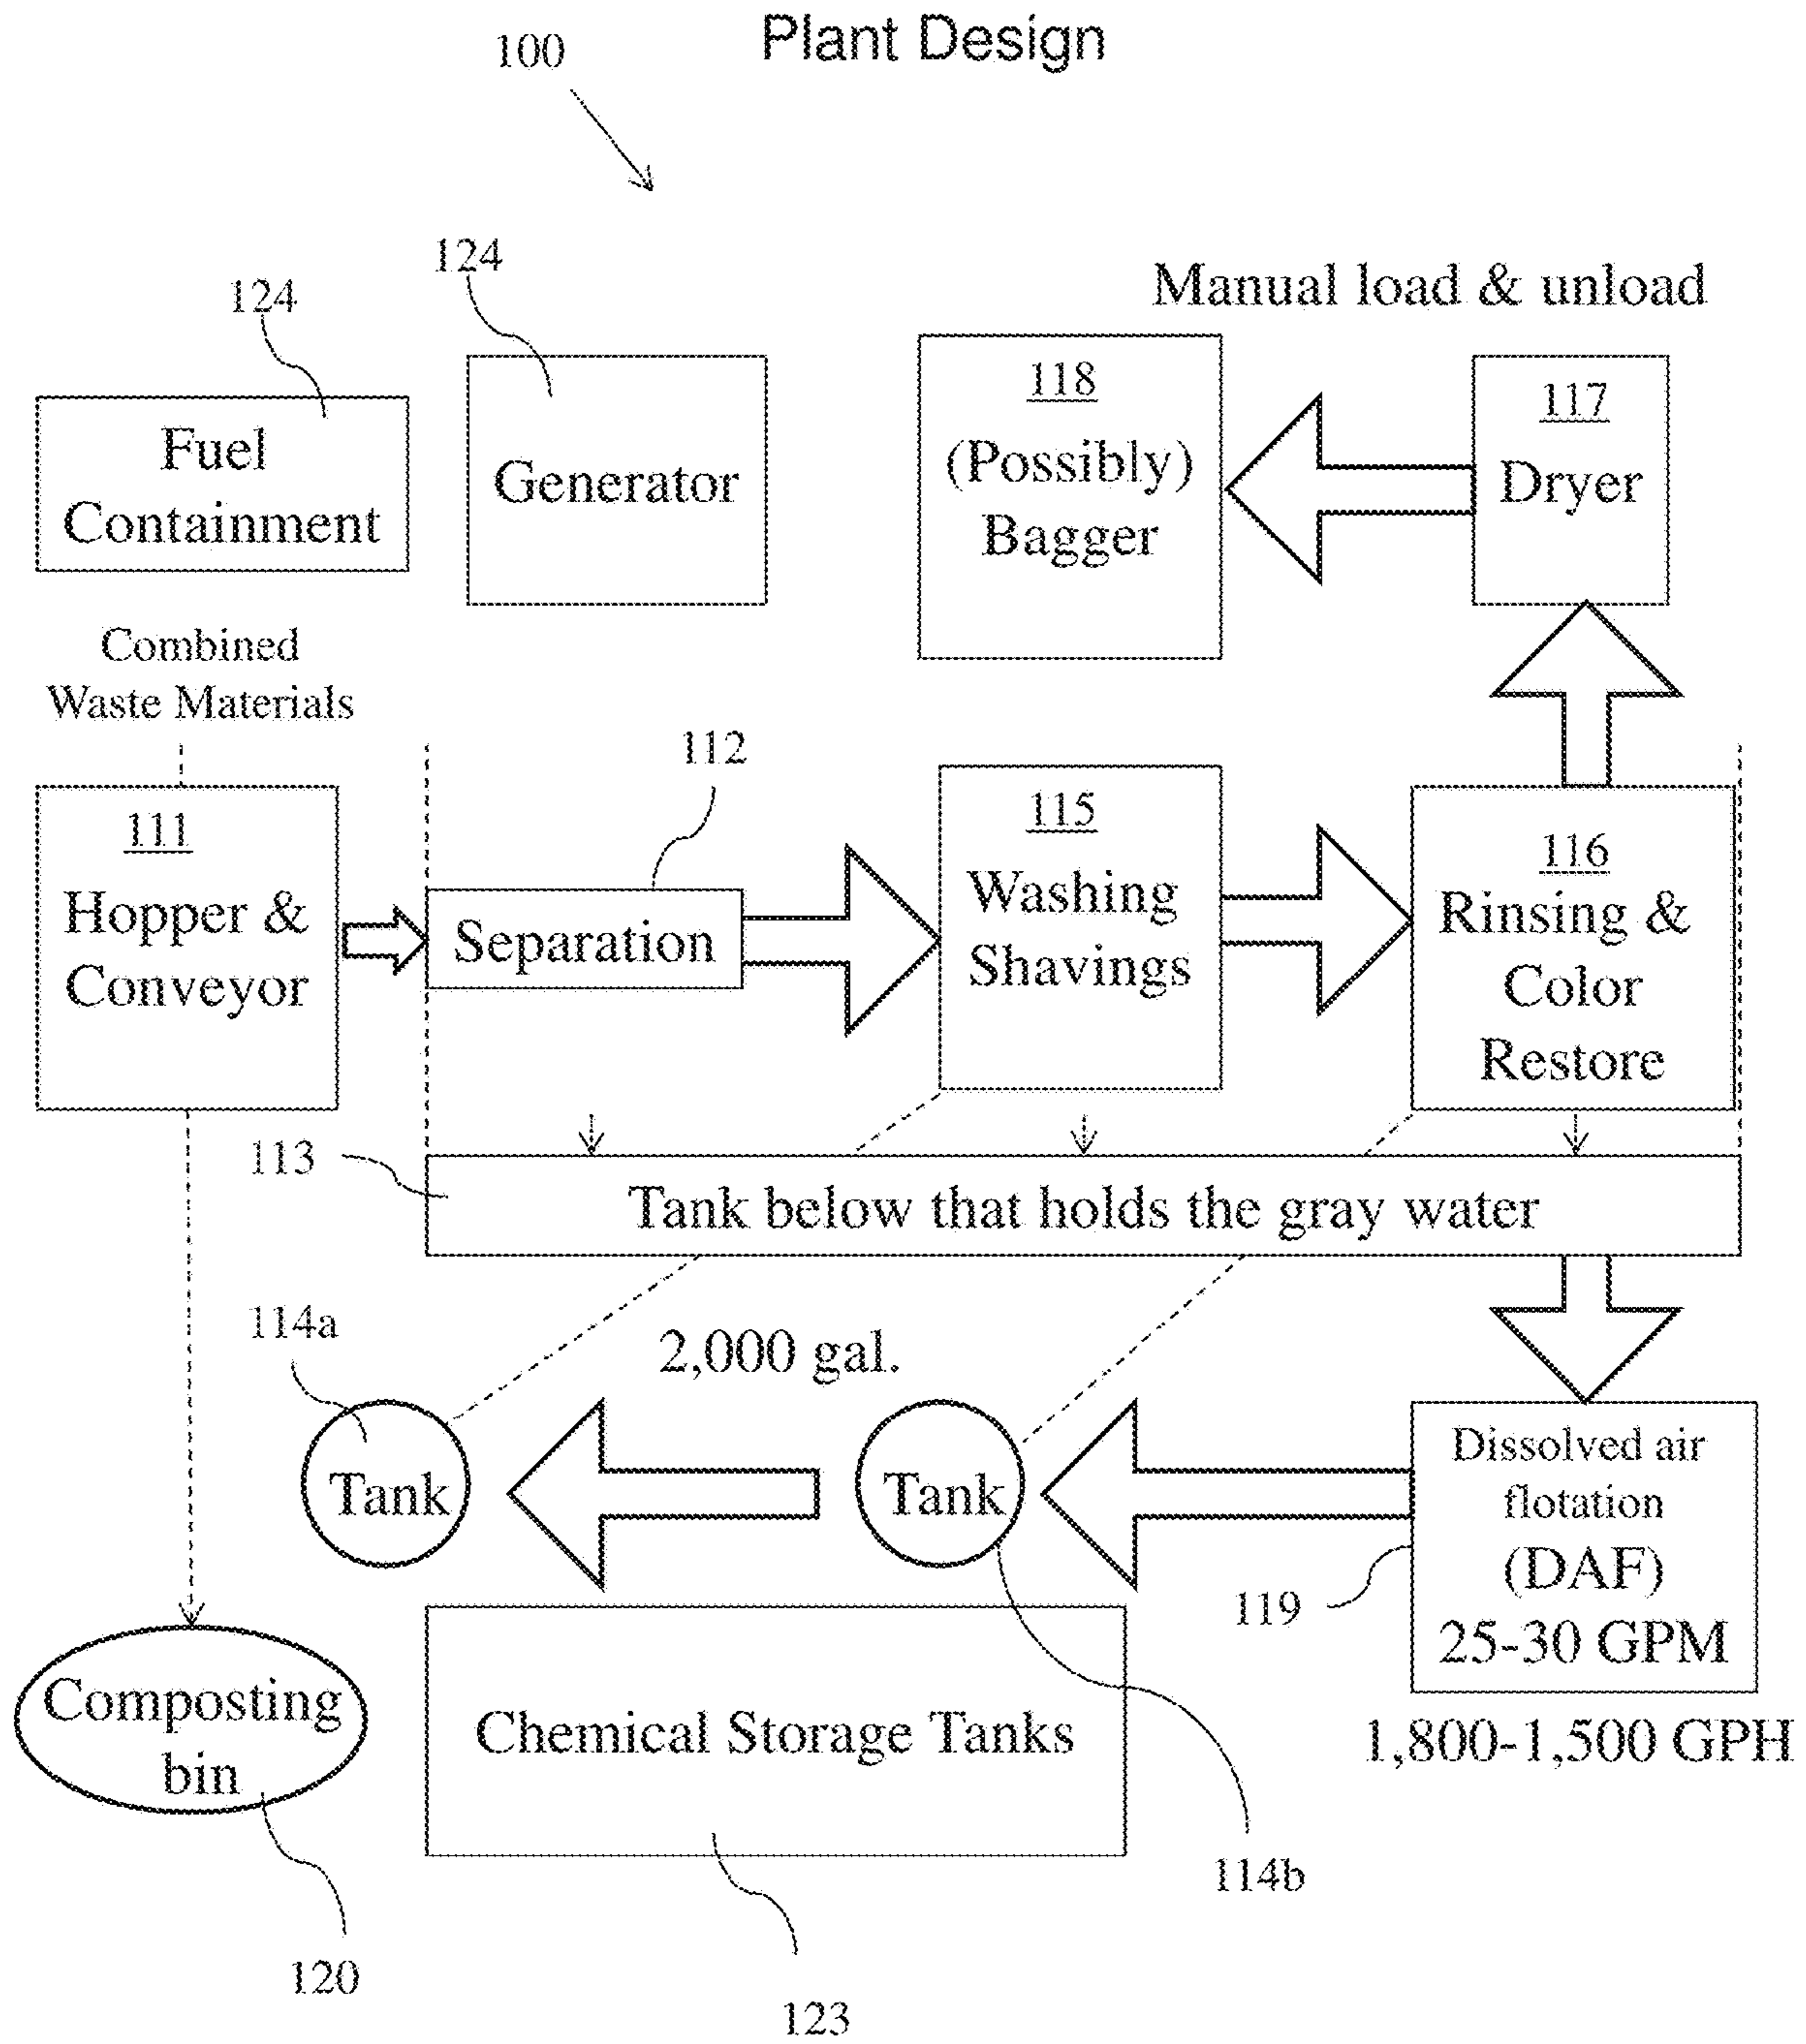 Plant Design
100
124
124
Manual load & unload
Fuel
Containment
Generator
118
(Possibly)
Bagger
117
Dryer
Combined
Waste Materials
112
111
Hopper &
Conveyor
Separation
115
Washing
Shavings
116
Rinsing &
Color
Restore
113
Tank below that holds the gray water
114a
2,000 gal.
Tank
Tank
Dissolved air
flotation
(DAF)
25-30 GPM
119
1,800-1,500 GPH
Composting
bin
Chemical Storage Tanks
114b
120
123